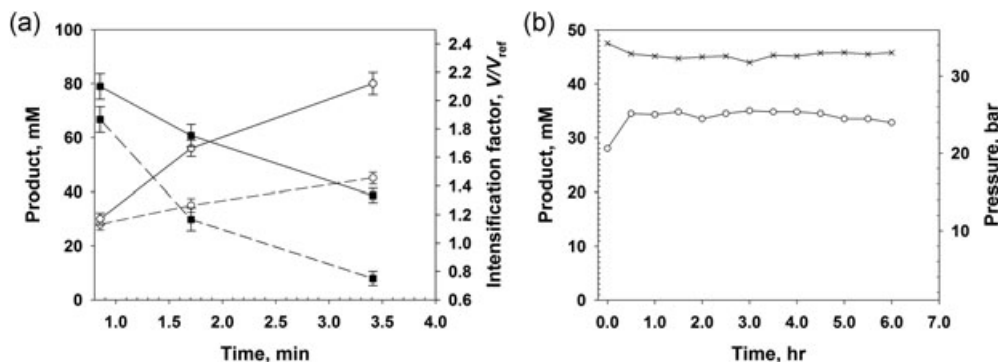 (a)
100
80
60
40
20
0
Product, mM
1.0 1.5 2.0 2.5 3.0 3.5 4.0
Time, min
2.4
2.2
2.0
1.8
1.6
1.4
1.2
1.0
0.8
0.6
Intensification factor, V/Vref
(b)
50
40
30
20
10
0
Product, mM
0.0 1.0 2.0 3.0 4.0 5.0 6.0 7.0
Time, hr
30
20
10
Pressure, bar